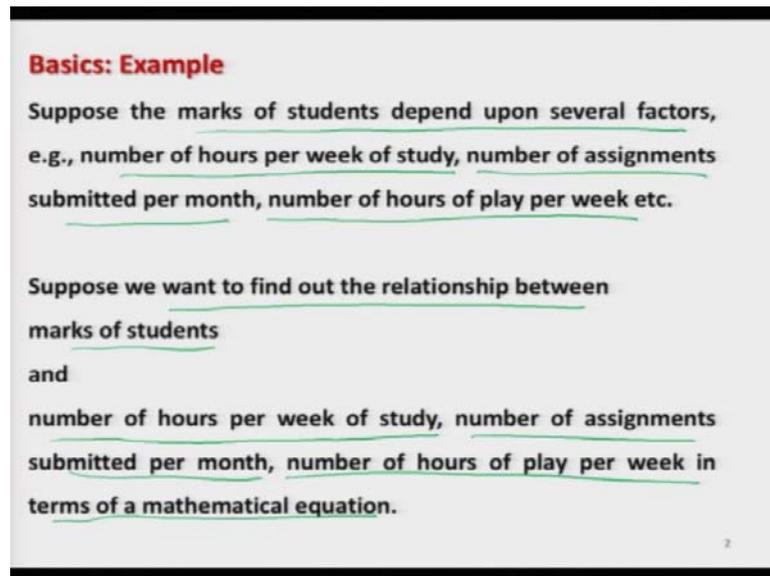 Basics: Example
Suppose the marks of students depend upon several factors,
e.g., number of hours per week of study, number of assignments
submitted per month, number of hours of play per week etc.
Suppose we want to find out the relationship between
marks of students
and
number of hours per week of study, number of assignments
submitted per month, number of hours of play per week in
terms of a mathematical equation.
2